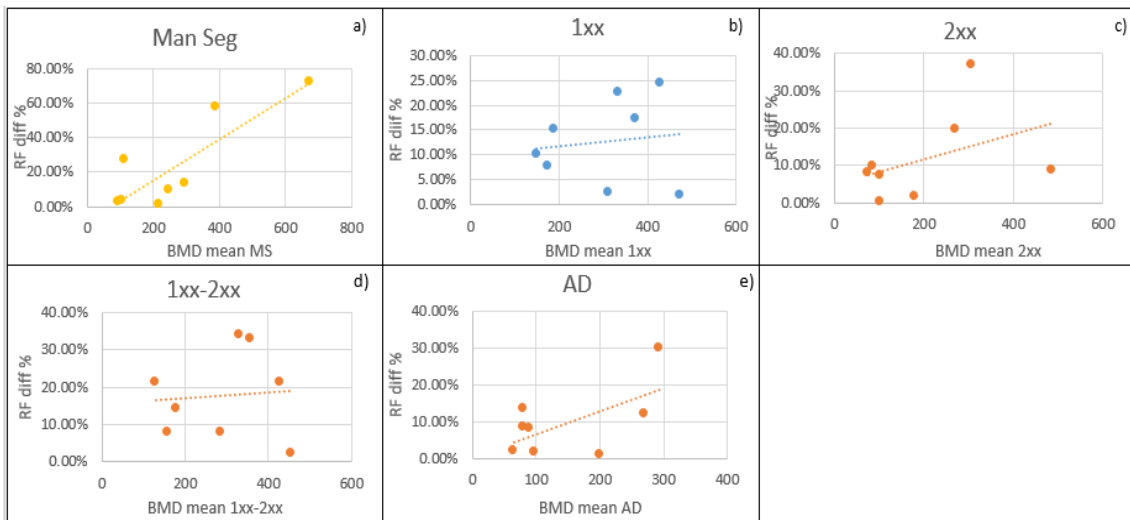 Man Seg
a)
80.00%
60.00%
40.00%
20.00%
0.00%
RF diff %
0 200 400 600 800
BMD mean MS
1xx
b)
30.00%
25.00%
20.00%
15.00%
10.00%
5.00%
0.00%
RF diif %
0 200 400 600
BMD mean 1xx
2xx
c)
40.00%
30.00%
20.00%
10.00%
0.00%
RF diff %
0 200 400 600
BMD mean 2xx
1xx-2xx
d)
40.00%
30.00%
20.00%
10.00%
0.00%
RF diff %
0 200 400 600
BMD mean 1xx-2xx
AD
e)
40.00%
30.00%
20.00%
10.00%
0.00%
RF diff %
0 100 200 300 400
BMD mean AD